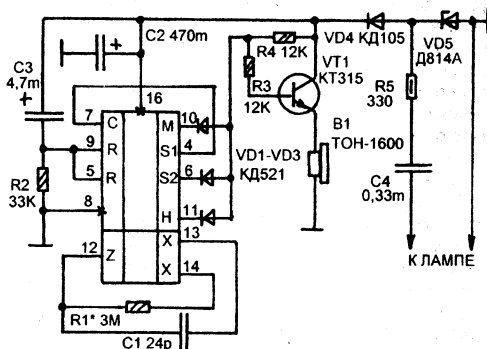 C2 470m
R4 12K
VD4 КД105
VD5
Д814А
C3
4,7m
16
R3
12K
VT1
КТ315
R5
330
7
C
M
10
9
R
S1
4
B1
ТОН-1600
5
R
S2
6
VD1-VD3
КД521
R2
33K
8
H
11
C4
0,33m
12
Z
X
13
X
14
К ЛАМПЕ
R1* 3M
C1 24p